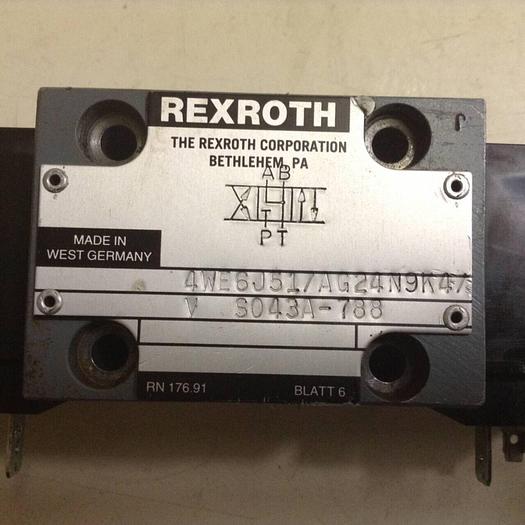 REXROTH
THE REXROTH CORPORATION
BETHLEHEM, PA
A B
P T
MADE IN
WEST GERMANY
4WE6J51/AG24N9K4/
V S043A-788
RN 176.91 BLATT 6